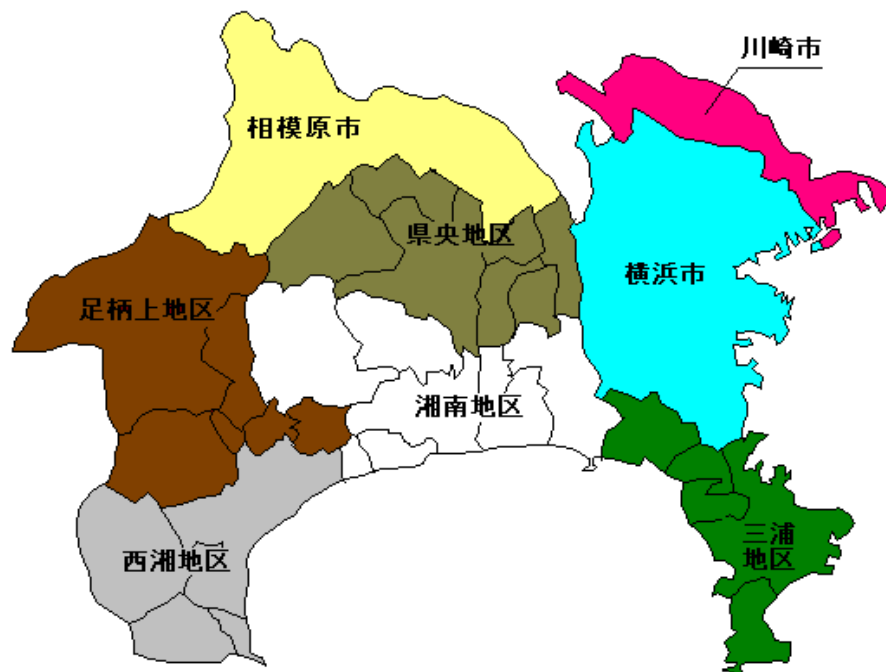 川崎市
相模原市
県央地区
横浜市
足柄上地区
湘南地区
三浦
地区
西湘地区